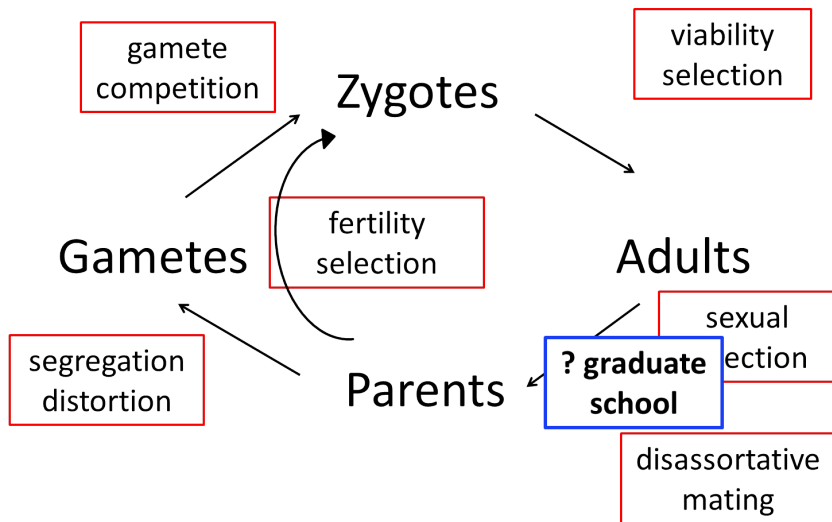 gamete
competition
viability
selection
Zygotes
fertility
selection
Gametes
Adults
sexual
ection
? graduate
school
segregation
distortion
Parents
disassortative
mating